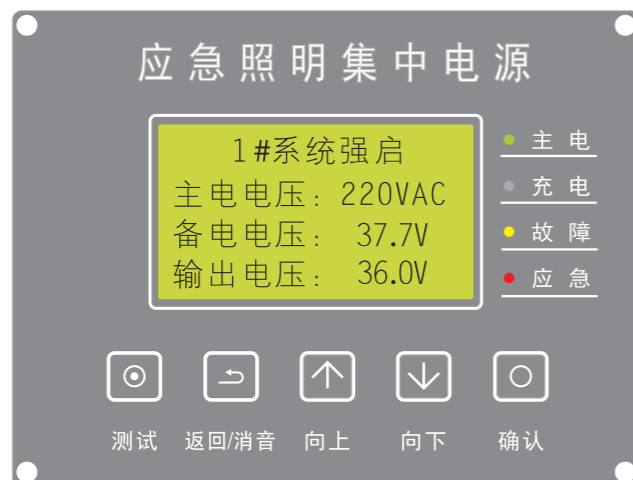 应急照明集中电源
1#系统强启
主电电压: 220VAC
备电电压: 37.7V
输出电压: 36.0V
主电
充电
故障
应急
测试 返回/消音 向上 向下 确认